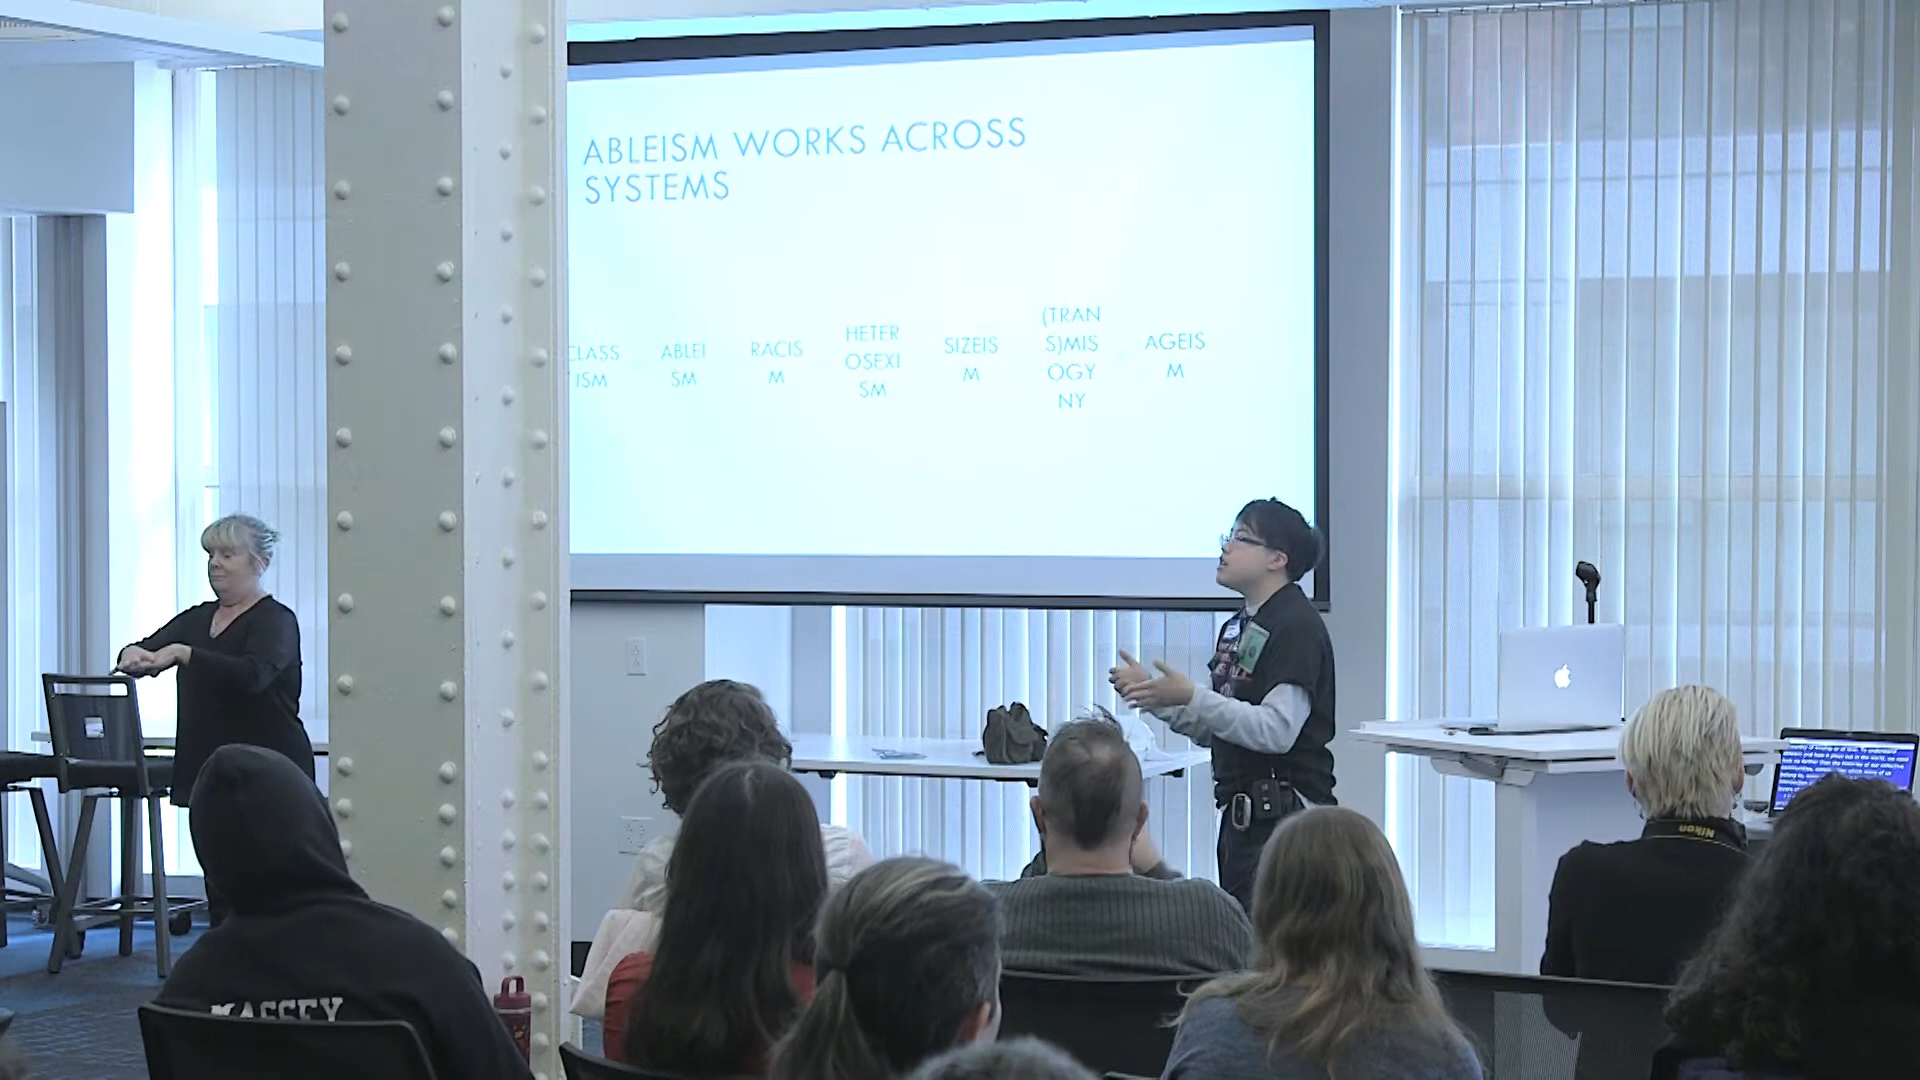 ABLEISM WORKS ACROSS
SYSTEMS
CLASS
ISM
ABLEI
SM
RACIS
M
HETER
OSEXI
SM
SIZEIS
M
(TRAN
S)MIS
OGY
NY
AGEIS
M
MASSEY
Nikon